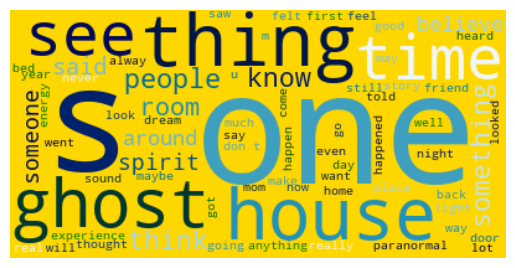 saw felt first feel
see thing m good believe
may heard
bed said alway time
year never people u know still story friend
energy room look dream told
someone s one come
much happen go happened well looked
around say don t even something
went spirit want day night
sound maybe make
ghost mom now home place back
got house light way
experience think door
real will thought going anything really paranormal lot